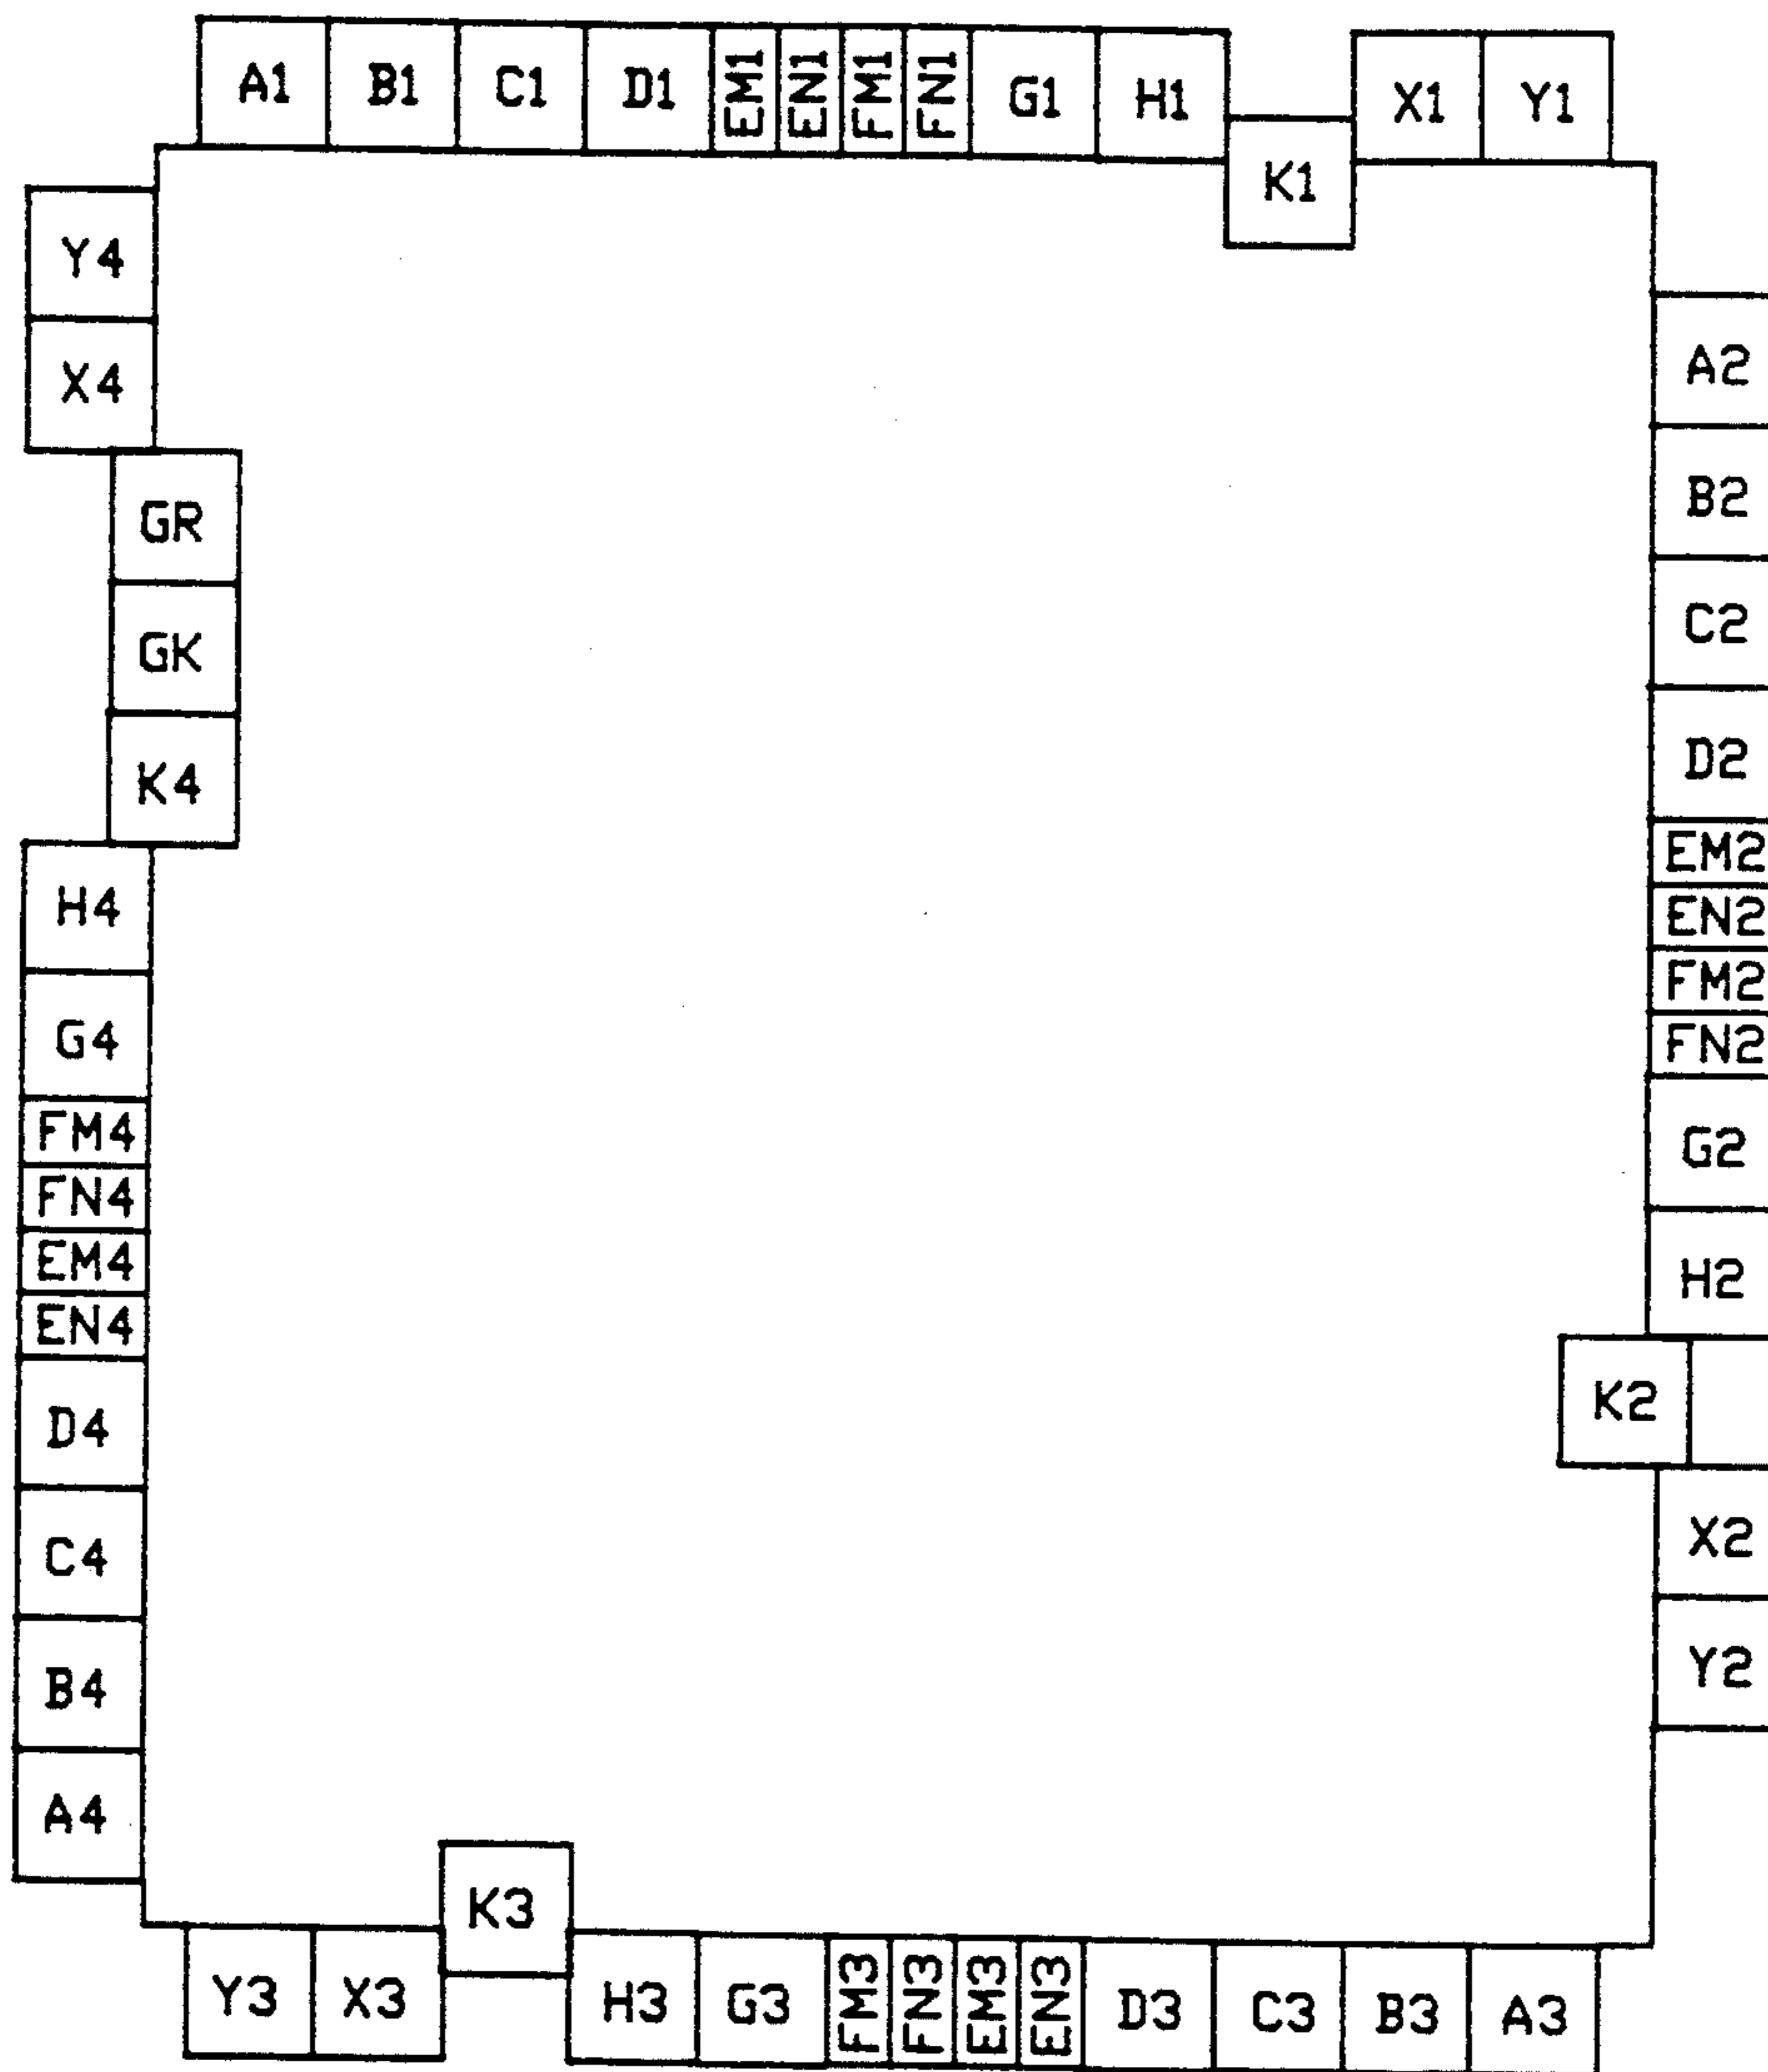 A1 B1 C1 D1 EM1 EN1 FM1 FN1 G1 H1 K1 X1 Y1
A2
B2
C2
D2
EM2
EN2
FM2
FN2
G2
H2
K2
X2
Y2
Y4
X4
GR
GK
K4
H4
G4
FM4
FN4
EM4
EN4
D4
C4
B4
A4
Y3 X3 K3 H3 G3 FM3 FN3 EM3 EN3 D3 C3 B3 A3